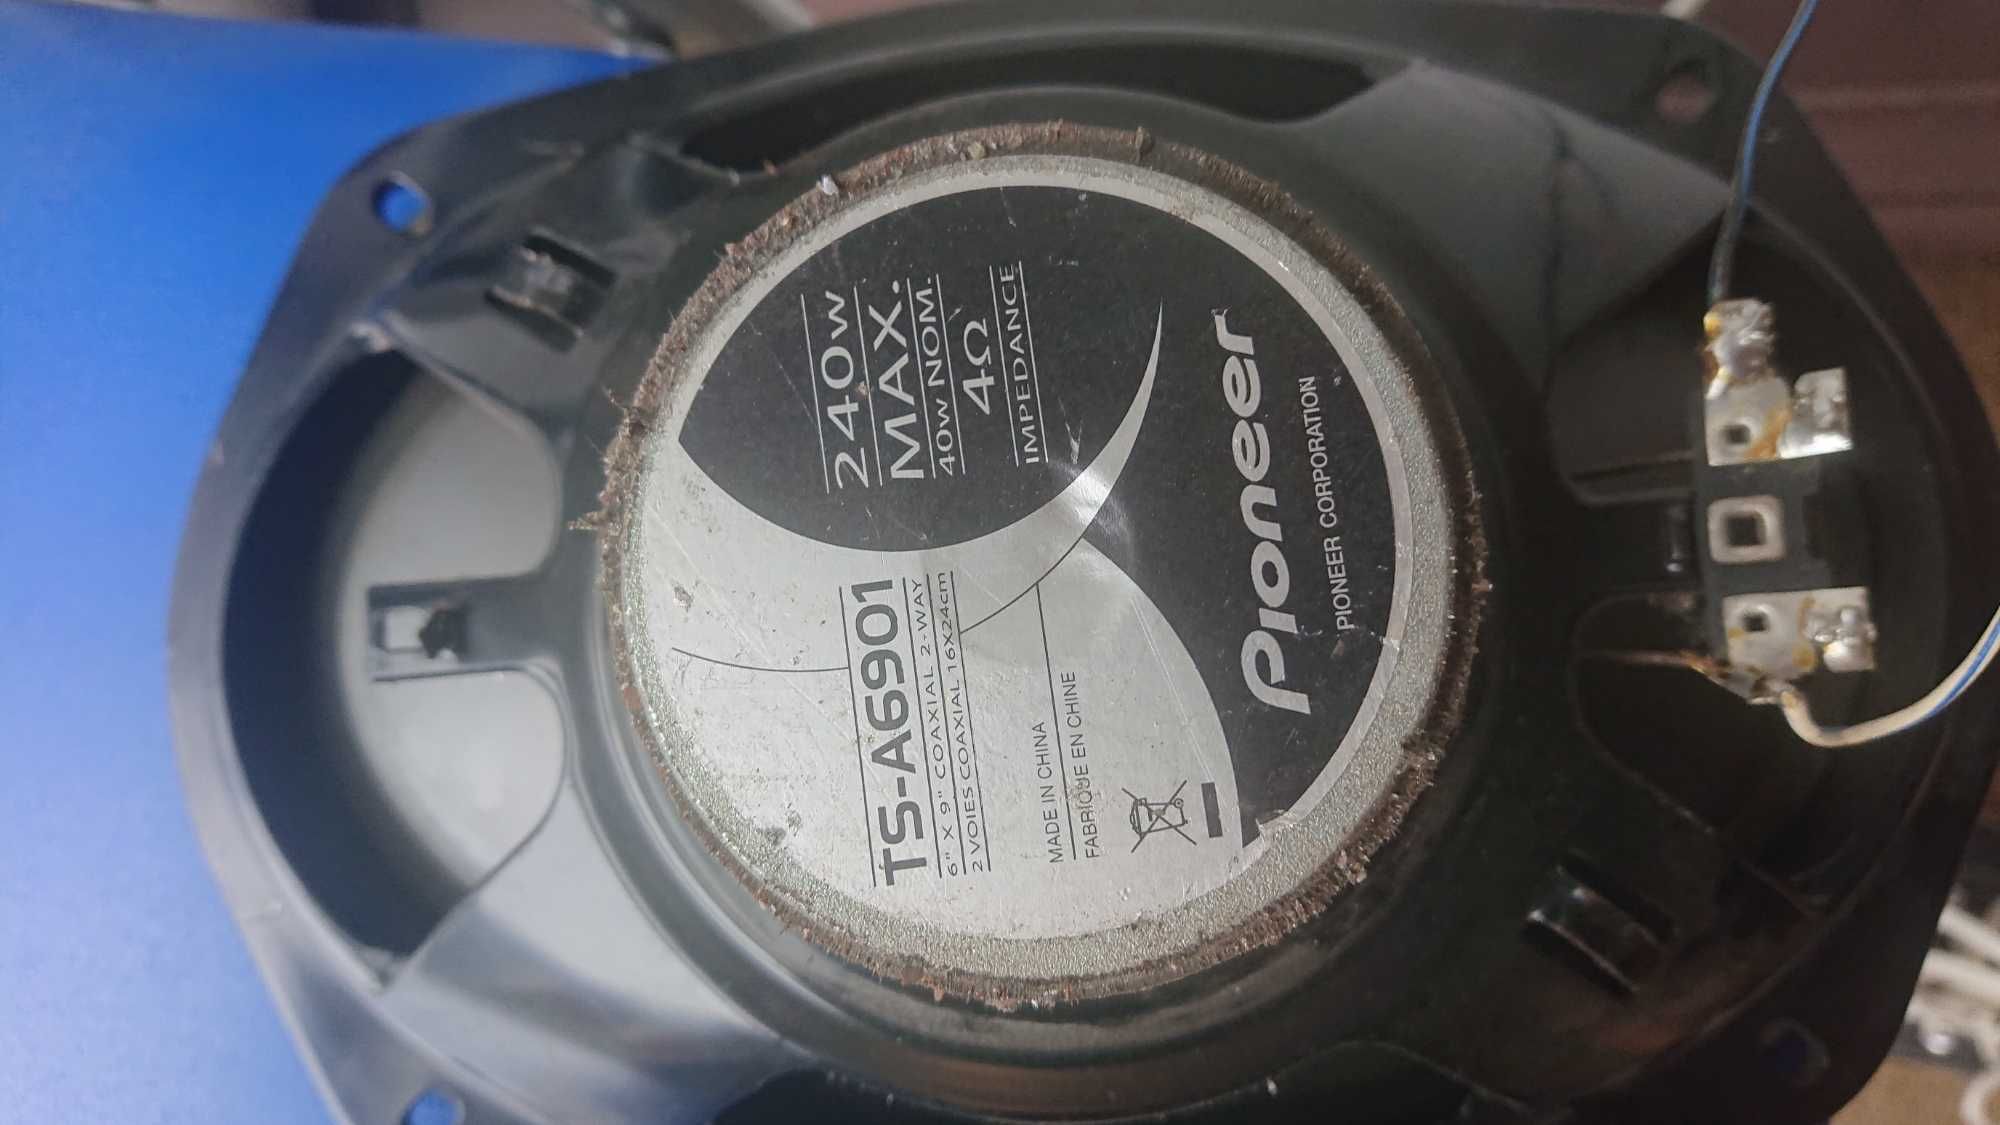 240w
MAX.
40w NOM.
4Ω
IMPEDANCE
TS-A6901
6" X 9" COAXIAL 2-WAY
2 VOIES COAXIAL 16X24cm
MADE IN CHINA
FABRIQUE EN CHINE
Pioneer
PIONEER CORPORATION